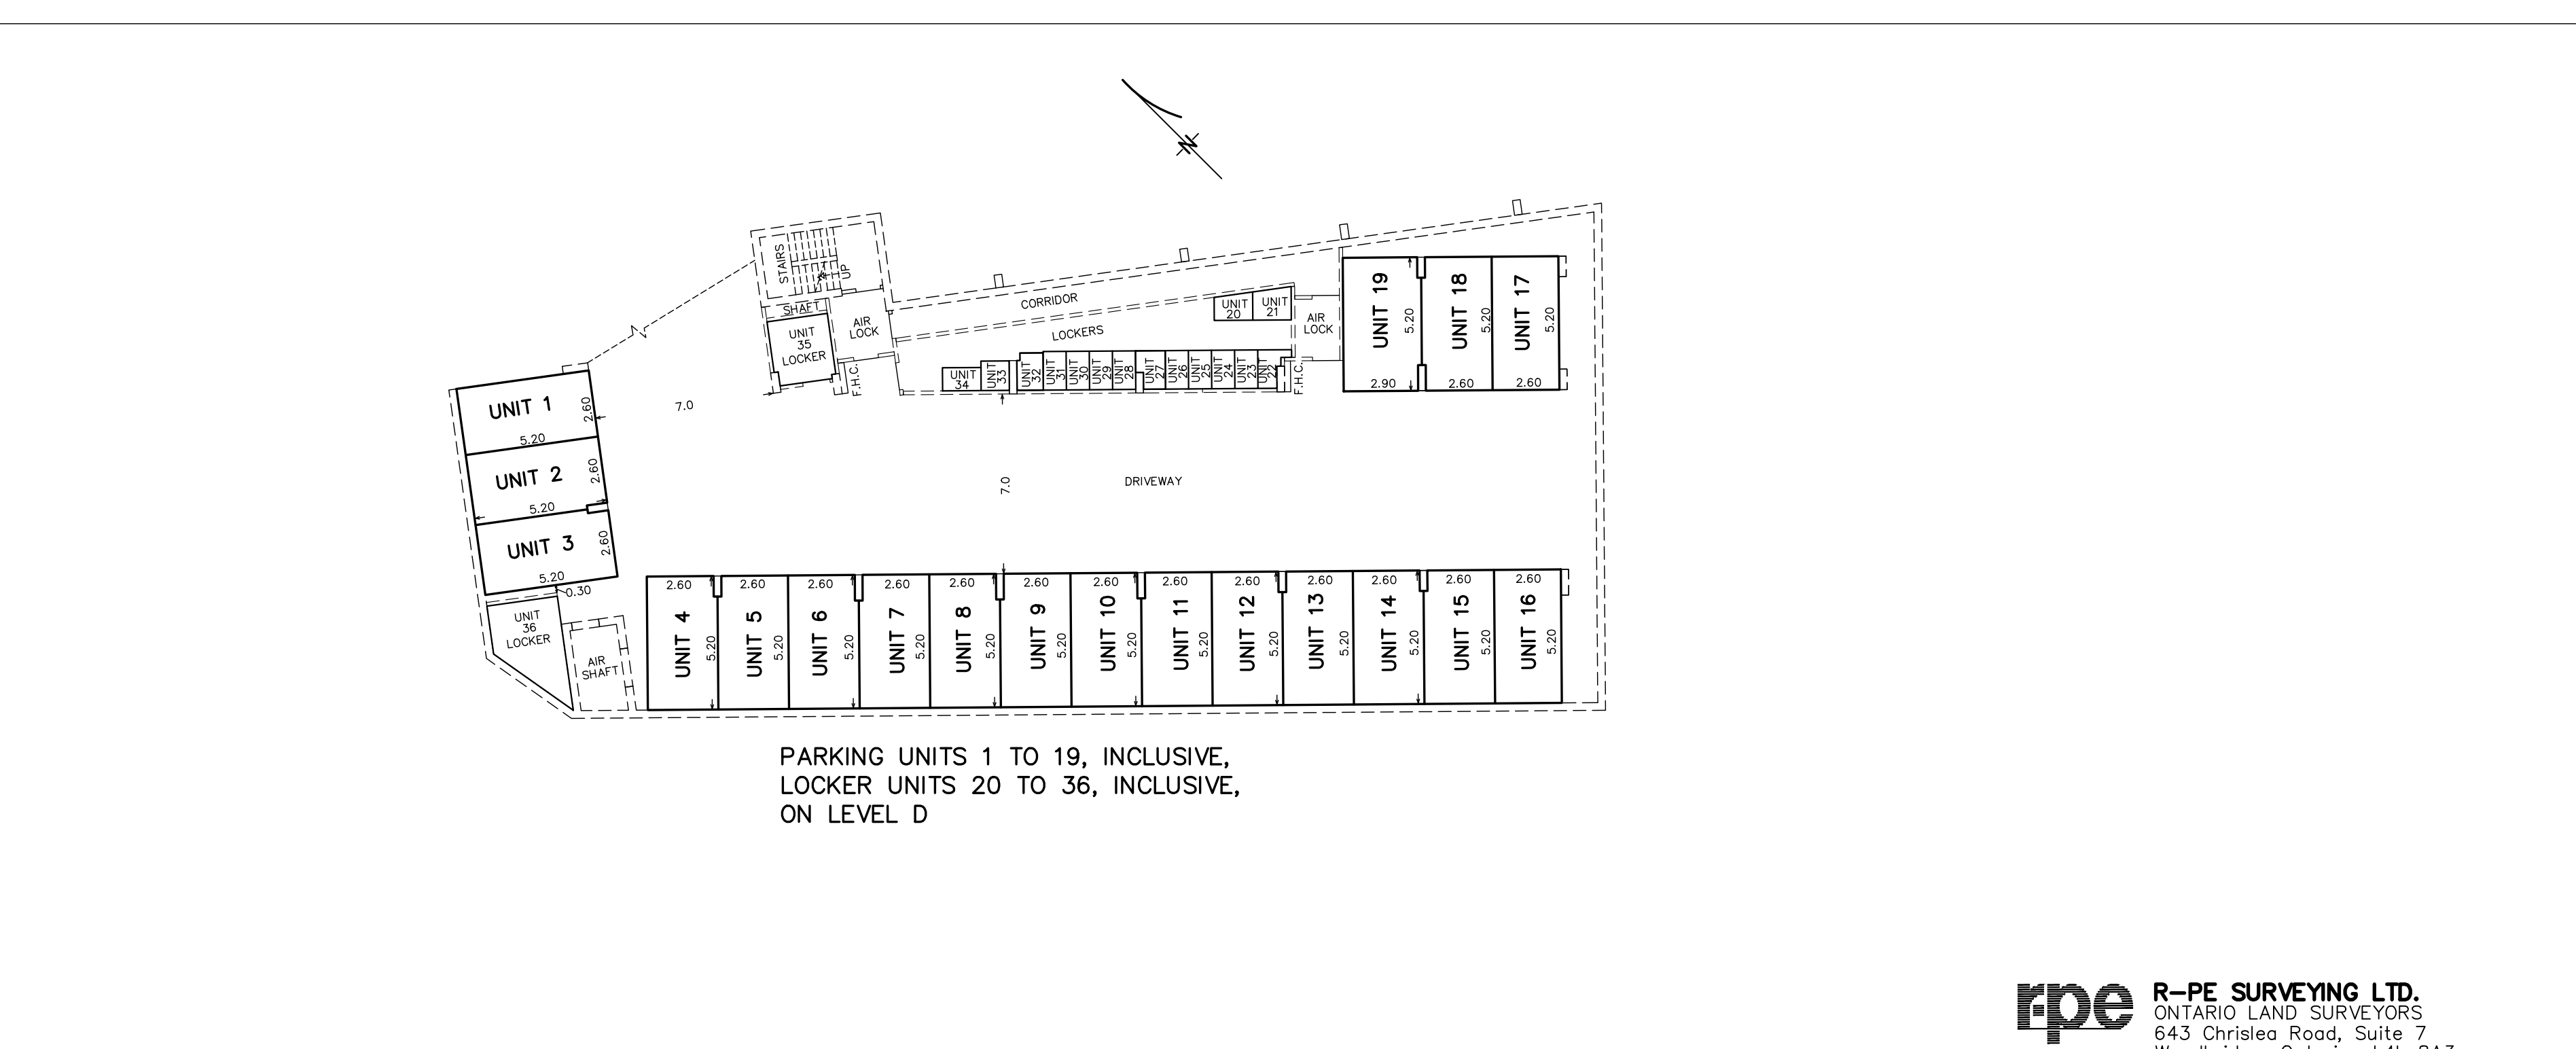 N
STAIRS
UP
SHAFT
UNIT
35
LOCKER
AIR
LOCK
F.H.C.
CORRIDOR
LOCKERS
UNIT
20
UNIT
21
AIR
LOCK
F.H.C.
UNIT
34
UNIT
33
UNIT
32
UNIT
31
UNIT
30
UNIT
29
UNIT
28
UNIT
27
UNIT
26
UNIT
25
UNIT
24
UNIT
23
UNIT
22
UNIT 19
5.20
2.90
UNIT 18
5.20
2.60
UNIT 17
5.20
2.60
UNIT 1
2.60
5.20
7.0
UNIT 2
2.60
5.20
UNIT 3
2.60
5.20
0.30
7.0
DRIVEWAY
UNIT
36
LOCKER
AIR
SHAFT
2.60
UNIT 4
5.20
2.60
UNIT 5
5.20
2.60
UNIT 6
5.20
2.60
UNIT 7
5.20
2.60
UNIT 8
5.20
2.60
UNIT 9
5.20
2.60
UNIT 10
5.20
2.60
UNIT 11
5.20
2.60
UNIT 12
5.20
2.60
UNIT 13
5.20
2.60
UNIT 14
5.20
2.60
UNIT 15
5.20
2.60
UNIT 16
5.20
PARKING UNITS 1 TO 19, INCLUSIVE,
LOCKER UNITS 20 TO 36, INCLUSIVE,
ON LEVEL D
rpe
R-PE SURVEYING LTD.
ONTARIO LAND SURVEYORS
643 Chrislea Road, Suite 7